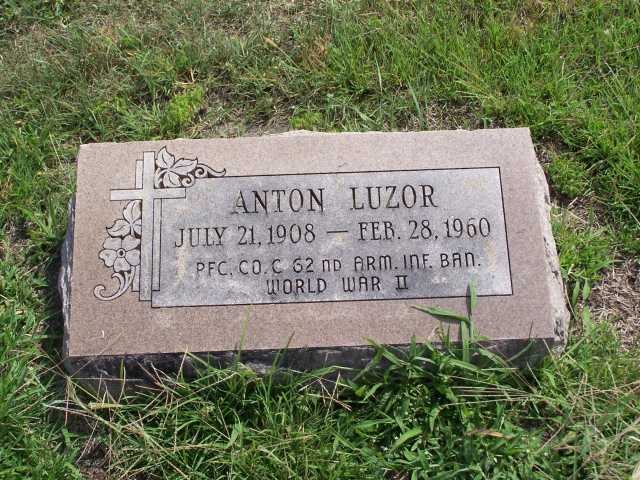 ANTON LUZOR
JULY 21, 1908 — FEB. 28, 1960
PFC, CO. C 62 ND ARM. INF. BAN.
WORLD WAR II